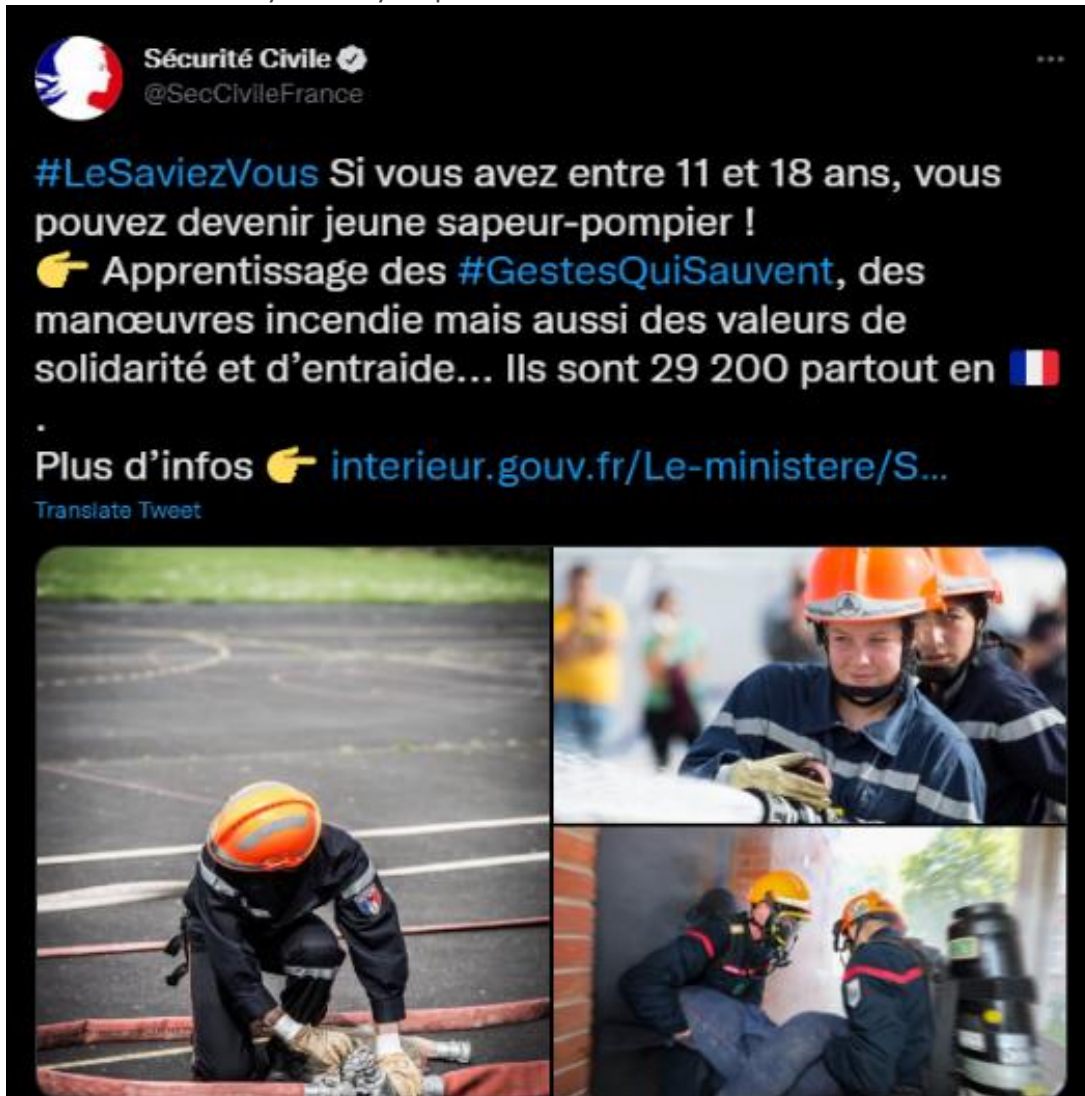 Sécurité Civile
@SecCivileFrance
#LeSaviezVous Si vous avez entre 11 et 18 ans, vous
pouvez devenir jeune sapeur-pompier !
👉 Apprentissage des #GestesQuiSauvent, des
manœuvres incendie mais aussi des valeurs de
solidarité et d’entraide... Ils sont 29 200 partout en 🇫🇷
.
Plus d’infos 👉 interieur.gouv.fr/Le-ministere/S...
Translate Tweet